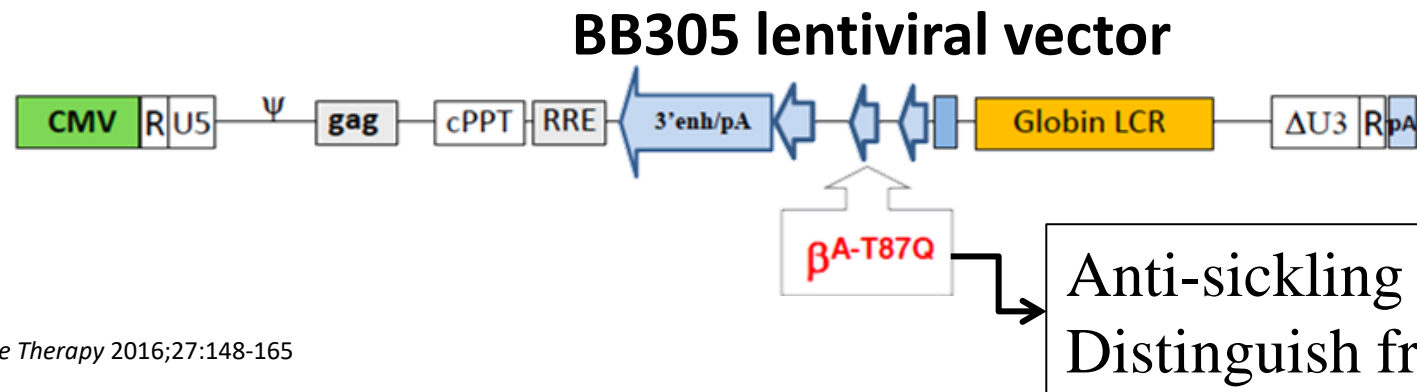 BB305 lentiviral vector
CMV R U5 ψ gag cPPT RRE 3'enh/pA Globin LCR ΔU3 R pA
βA-T87Q
Anti-sickling
Distinguish
Therapy 2016;27:148-165